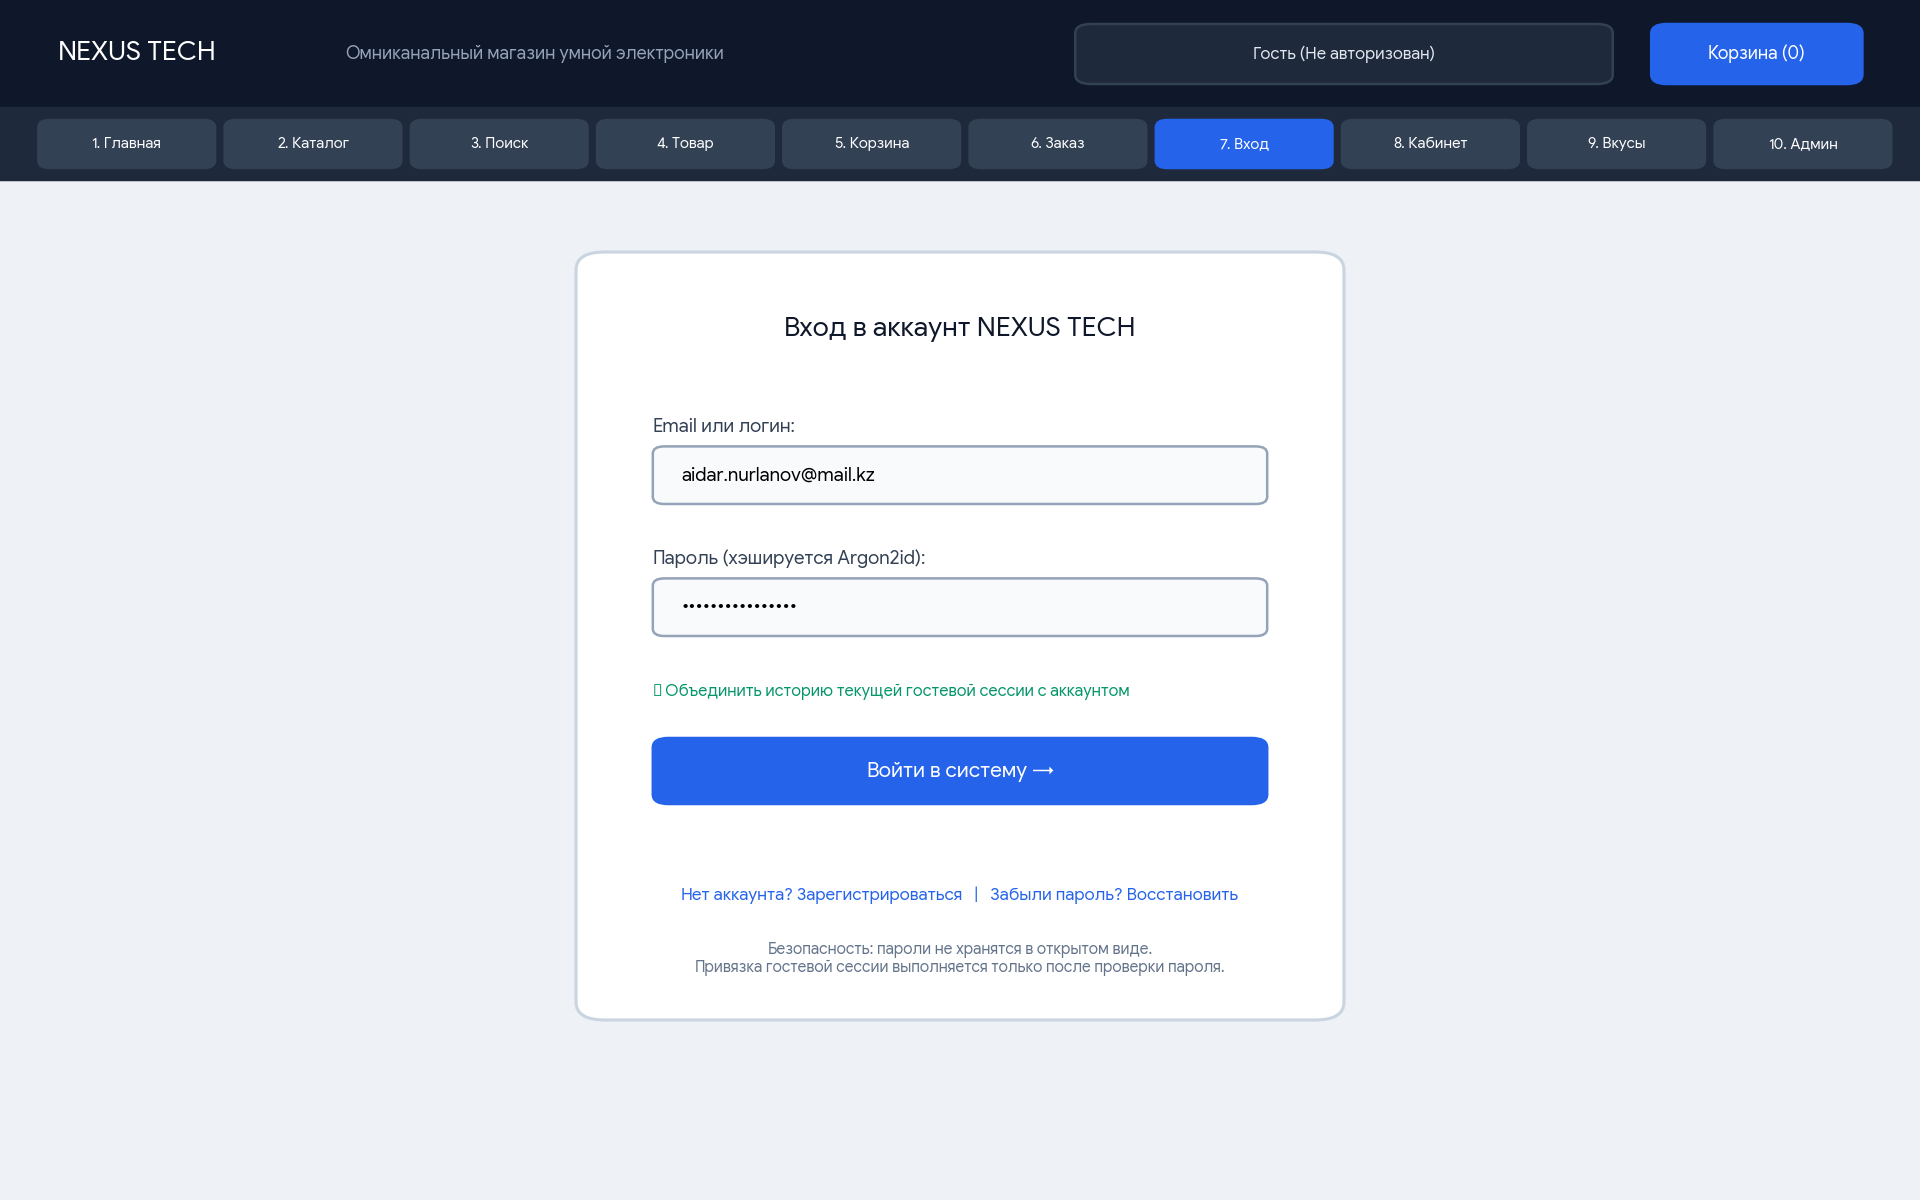 NEXUS TECH
Омниканальный магазин умной электроники
Гость (Не авторизован)
Корзина (0)
1. Главная
2. Каталог
3. Поиск
4. Товар
5. Корзина
6. Заказ
7. Вход
8. Кабинет
9. Вкусы
10. Админ
Вход в аккаунт NEXUS TECH
Email или логин:
aidar.nurlanov@mail.kz
Пароль (хэшируется Argon2id):
••••••••••••••••
Объединить историю текущей гостевой сессии с аккаунтом
Войти в систему →
Нет аккаунта? Зарегистрироваться | Забыли пароль? Восстановить
Безопасность: пароли не хранятся в открытом виде.
Привязка гостевой сессии выполняется только после проверки пароля.